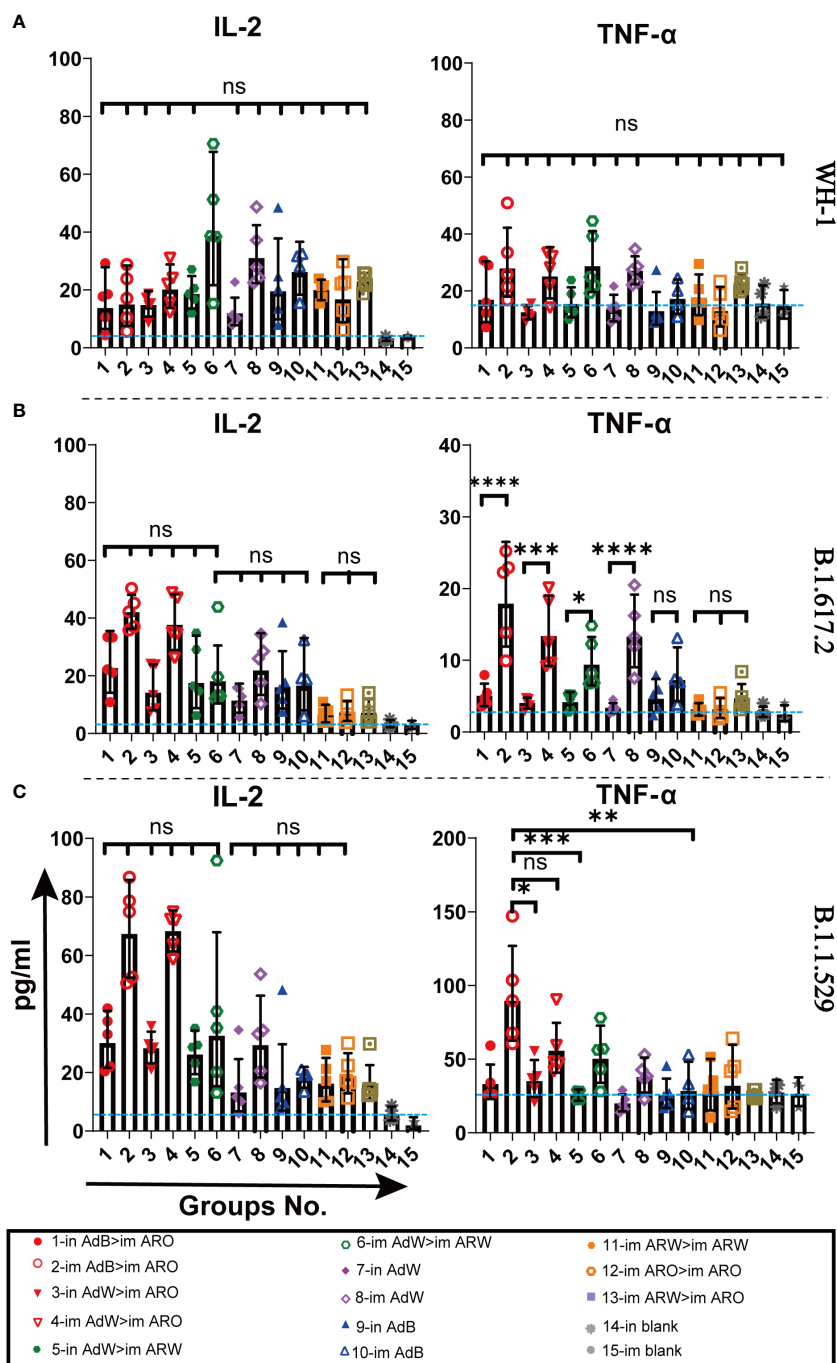 A
IL-2
TNF-α
100
80
60
40
20
0
ns
1 2 3 4 5 6 7 8 9 10 11 12 13 14 15
100
80
60
40
20
0
ns
1 2 3 4 5 6 7 8 9 10 11 12 13 14 15
WH-1
B
IL-2
TNF-α
100
80
60
40
20
0
ns
ns
ns
1 2 3 4 5 6 7 8 9 10 11 12 13 14 15
40
30
20
10
0
****
***
*
****
ns
ns
1 2 3 4 5 6 7 8 9 10 11 12 13 14 15
B.1.617.2
C
IL-2
TNF-α
100
80
60
40
20
0
ns
ns
pg/ml
1 2 3 4 5 6 7 8 9 10 11 12 13 14 15
Groups No.
200
150
100
50
0
**
***
ns
*
1 2 3 4 5 6 7 8 9 10 11 12 13 14 15
B.1.1.529
1-in AdB>im ARO
2-im AdB>im ARO
3-in AdW>im ARO
4-im AdW>im ARO
5-in AdW>im ARW
6-im AdW>im ARW
7-in AdW
8-im AdW
9-in AdB
10-im AdB
11-im ARW>im ARW
12-im ARO>im ARO
13-im ARW>im ARO
14-in blank
15-im blank